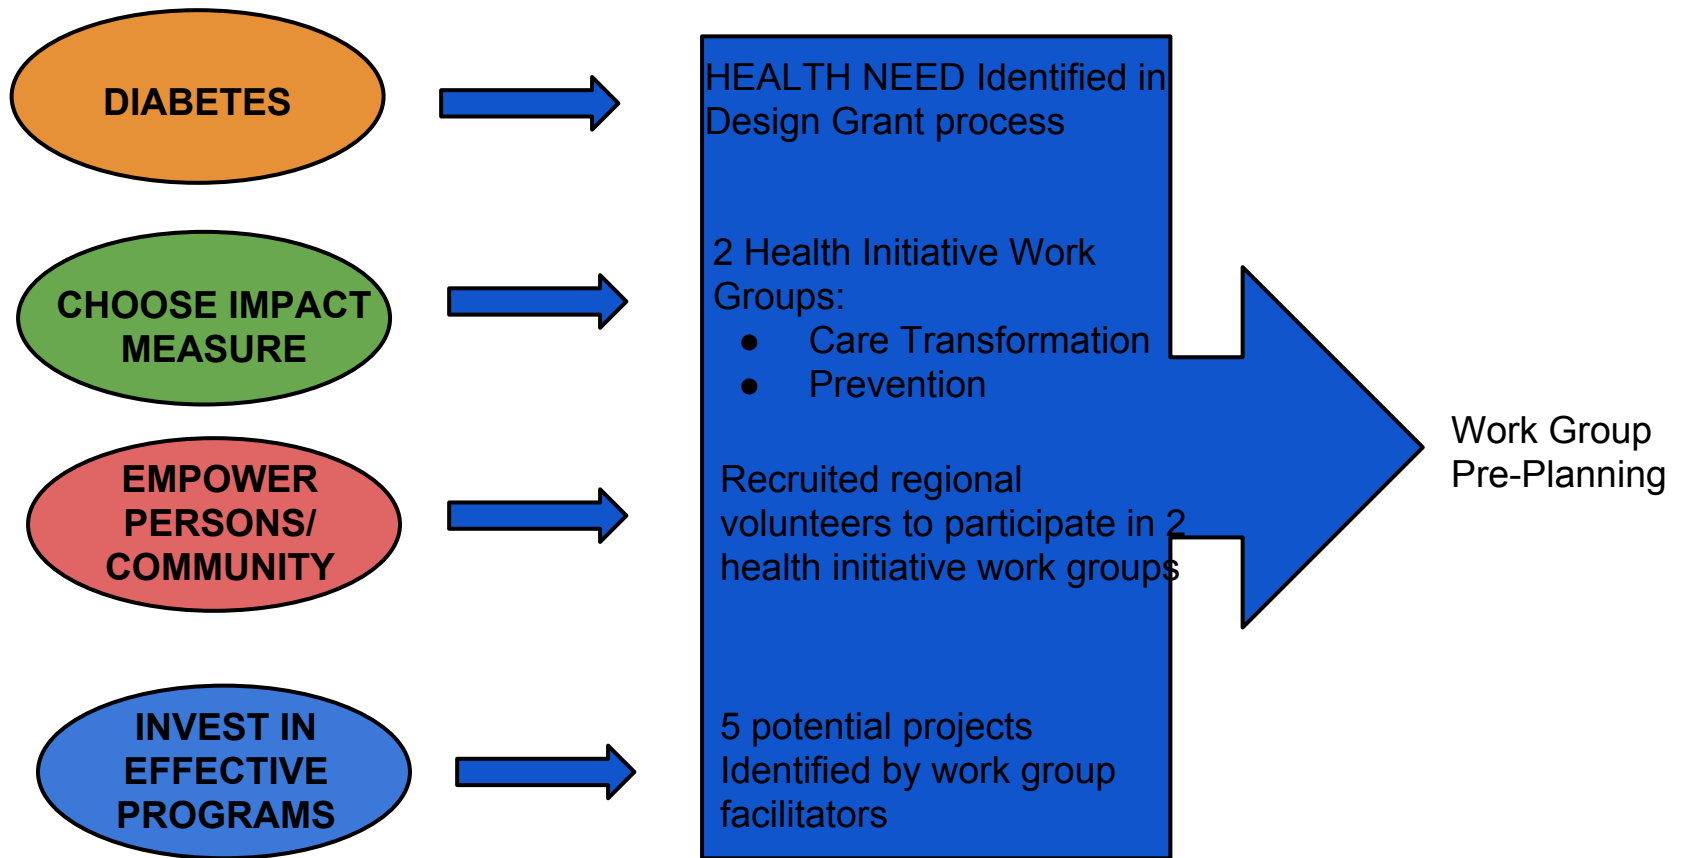 DIABETES
HEALTH NEED Identified in
Design Grant process
CHOOSE IMPACT
MEASURE
2 Health Initiative Work
Groups:
● Care Transformation
● Prevention
EMPOWER
PERSONS/
COMMUNITY
Recruited regional
volunteers to participate in 2
health initiative work groups
INVEST IN
EFFECTIVE
PROGRAMS
5 potential projects
Identified by work group
facilitators
Work Group
Pre-Planning